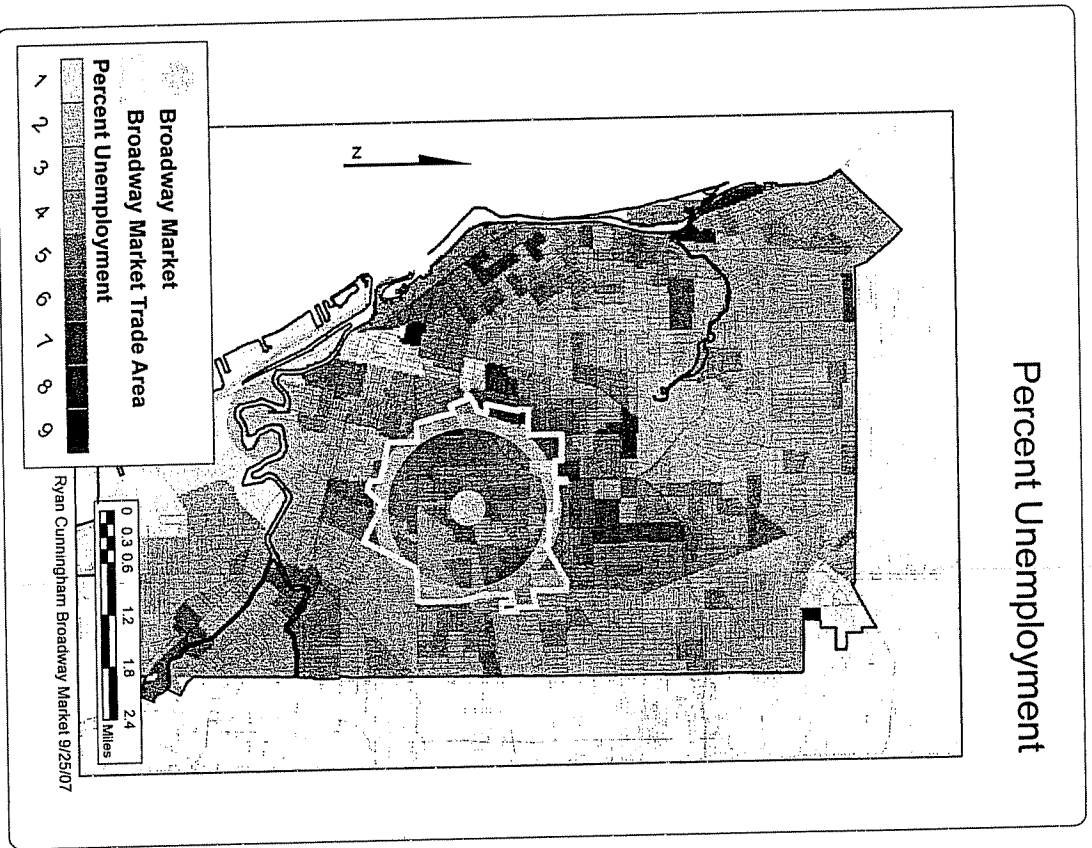 Percent Unemployment
N
Broadway Market
Broadway Market Trade Area
Percent Unemployment
1 2 3 4 5 6 7 8 9
0 0.3 0.6 1.2 1.8 2.4
Miles
Ryan Cunningham Broadway Market 9/25/07